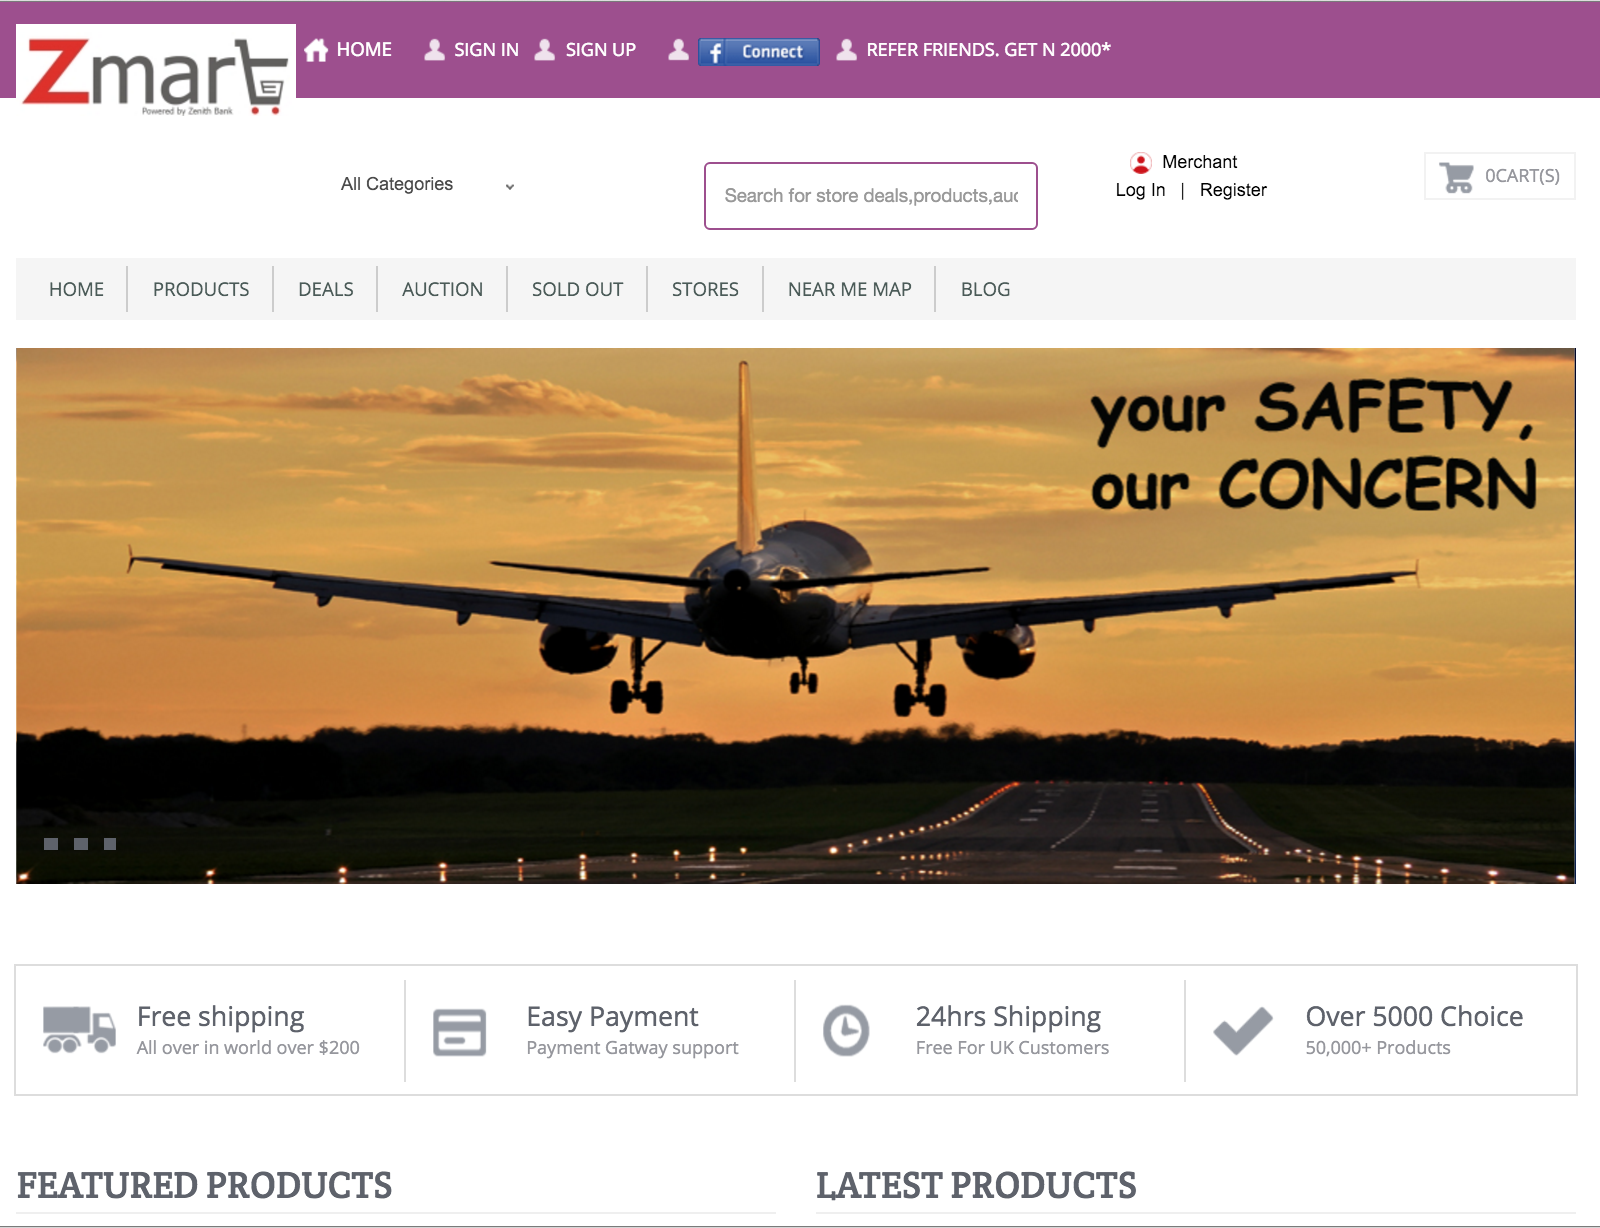 Zmart
Powered by Zenith Bank
HOME SIGN IN SIGN UP f Connect REFER FRIENDS. GET N 2000*
All Categories
Search for store deals,products,auc
Merchant
Log In | Register
0CART(S)
HOME PRODUCTS DEALS AUCTION SOLD OUT STORES NEAR ME MAP BLOG
your SAFETY,
our CONCERN
Free shipping
All over in world over $200
Easy Payment
Payment Gatway support
24hrs Shipping
Free For UK Customers
Over 5000 Choice
50,000+ Products
FEATURED PRODUCTS
LATEST PRODUCTS